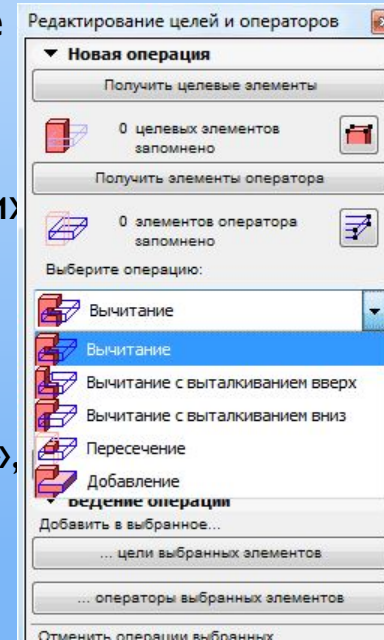 е
Редактирование целей и операторов
Новая операция
Получить целевые элементы
0 целевых элементов
запомнено
Получить элементы оператора
их
0 элементов оператора
запомнено
Выберите операцию:
Вычитание
Вычитание
Вычитание с выталкиванием вверх
Вычитание с выталкиванием вниз
Пересечение
»,
Добавление
Ведение операции
Добавить в выбранное...
... цели выбранных элементов
... операторы выбранных элементов
Отменить операции выбранных